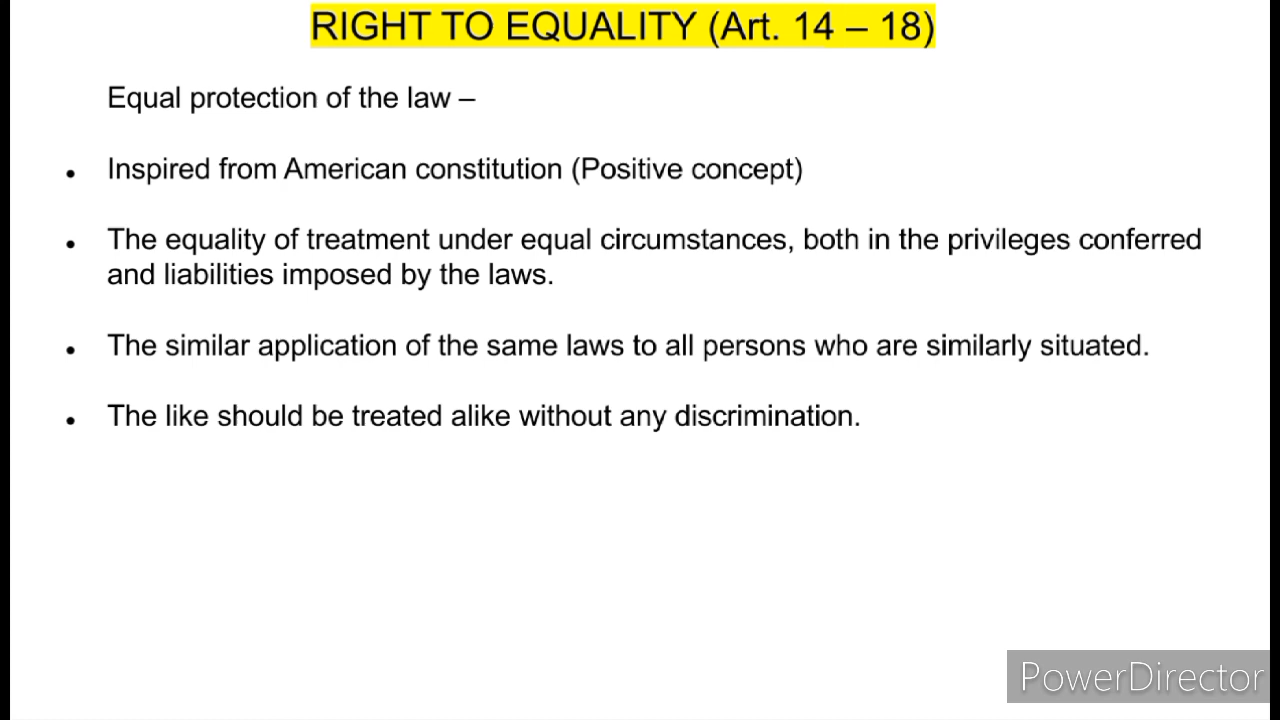 RIGHT TO EQUALITY (Art. 14 – 18)
Equal protection of the law –
• Inspired from American constitution (Positive concept)
• The equality of treatment under equal circumstances, both in the privileges conferred
and liabilities imposed by the laws.
• The similar application of the same laws to all persons who are similarly situated.
• The like should be treated alike without any discrimination.
PowerDirector